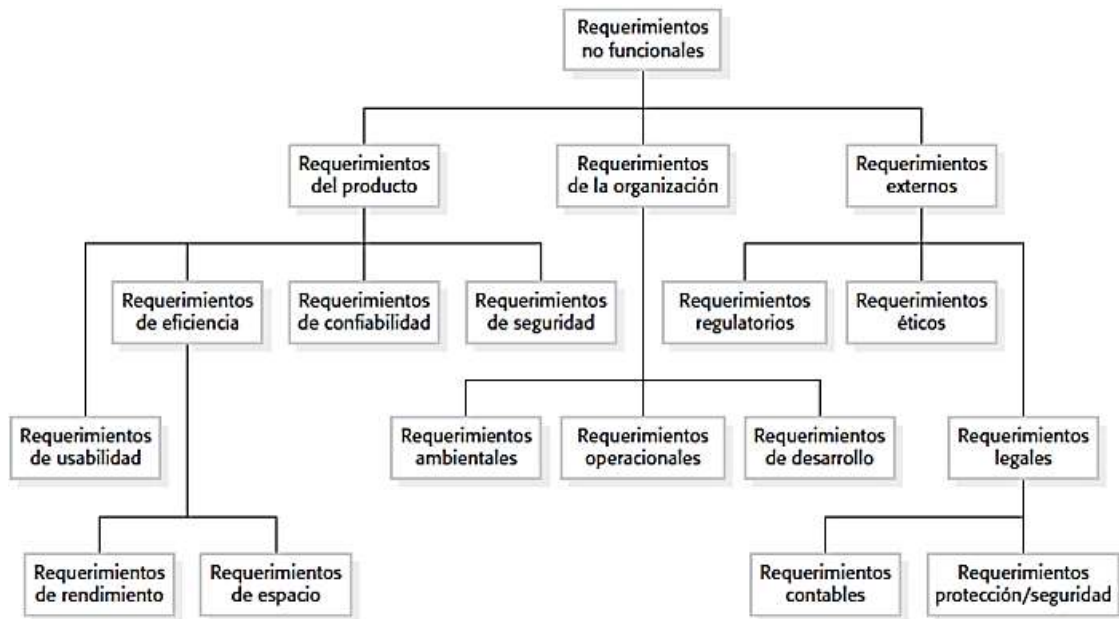 Requerimientos
no funcionales
Requerimientos
del producto
Requerimientos
de la organización
Requerimientos
externos
Requerimientos
de eficiencia
Requerimientos
de confiabilidad
Requerimientos
de seguridad
Requerimientos
regulatorios
Requerimientos
éticos
Requerimientos
de usabilidad
Requerimientos
ambientales
Requerimientos
operacionales
Requerimientos
de desarrollo
Requerimientos
legales
Requerimientos
de rendimiento
Requerimientos
de espacio
Requerimientos
contables
Requerimientos
protección/seguridad